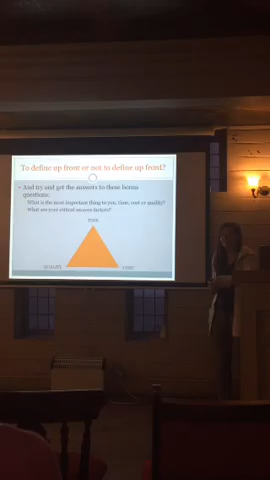 To define up front or not to define up front?
• And try and get the answers to these bonus
questions:
What is the most important thing to you, time, cost or quality?
What are your critical success factors?
TIME
QUALITY
COST